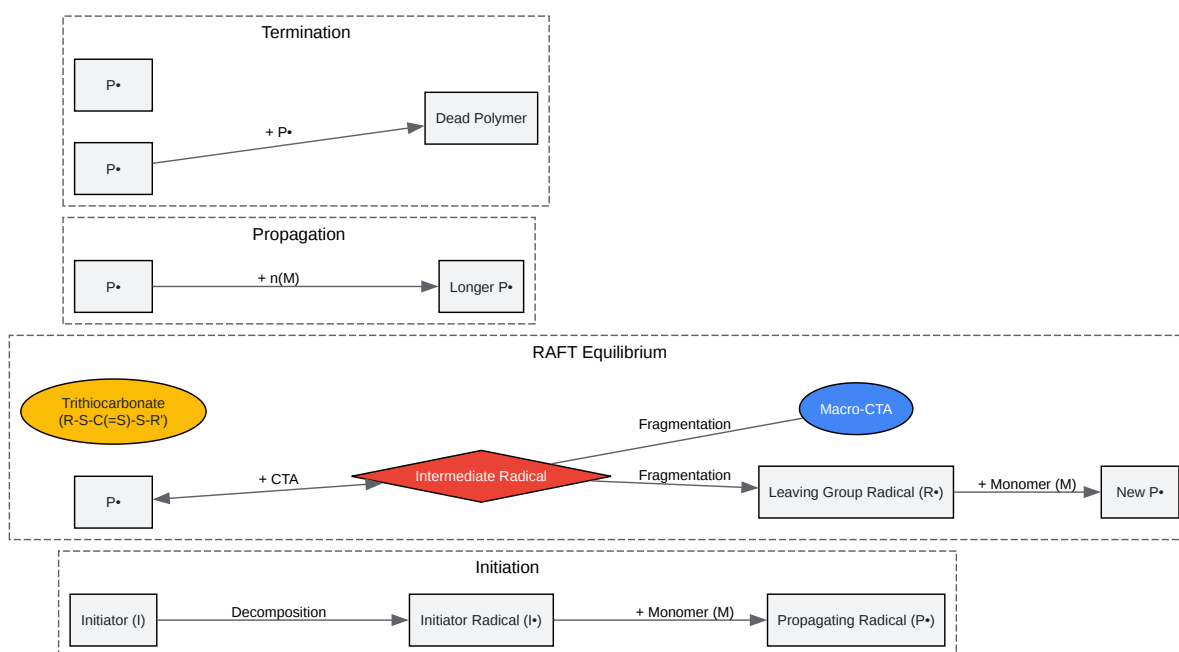 Termination
P•
P•
+ P•
Dead Polymer
Propagation
P•
+ n(M)
Longer P•
RAFT Equilibrium
Trithiocarbonate
(R-S-C(=S)-S-R')
Macro-CTA
Fragmentation
P•
+ CTA
Intermediate Radical
Fragmentation
Leaving Group Radical (R•)
+ Monomer (M)
New P•
Initiation
Initiator (I)
Decomposition
Initiator Radical (I•)
+ Monomer (M)
Propagating Radical (P•)